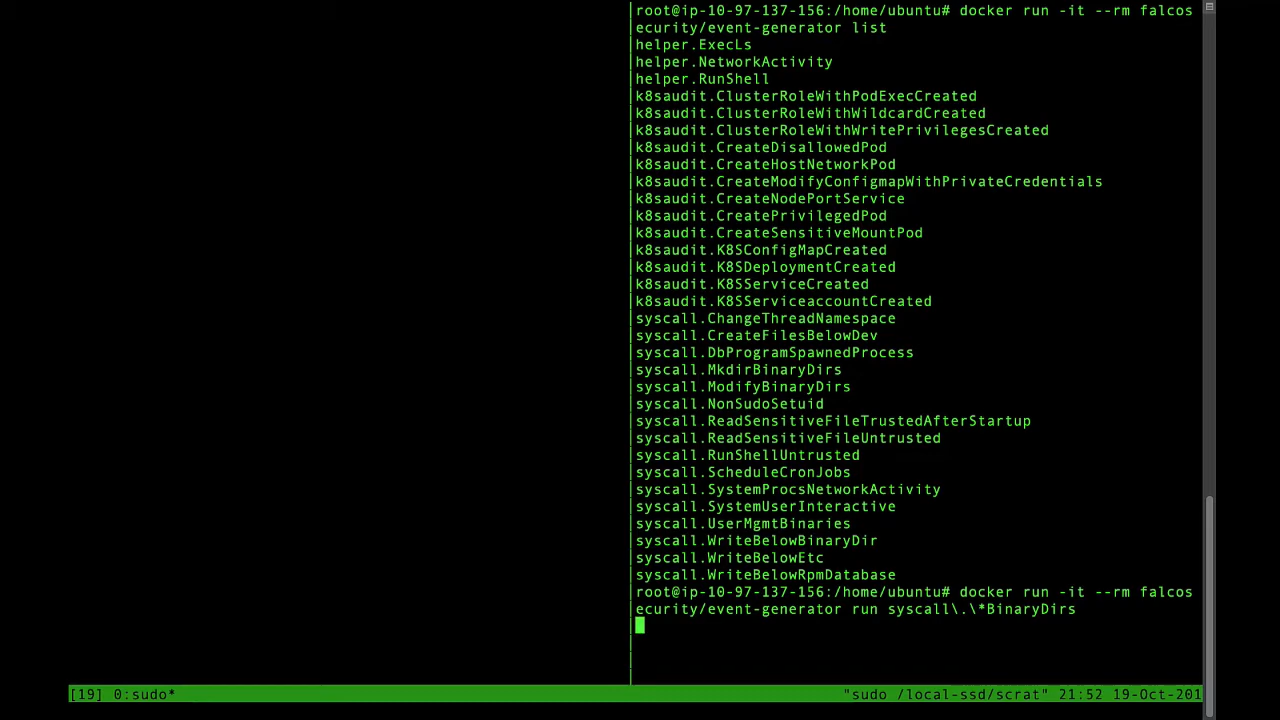 root@ip-10-97-137-156:/home/ubuntu# docker run -it --rm falcos
ecurity/event-generator list
helper.ExecLs
helper.NetworkActivity
helper.RunShell
k8saudit.ClusterRoleWithPodExecCreated
k8saudit.ClusterRoleWithWildcardCreated
k8saudit.ClusterRoleWithWritePrivilegesCreated
k8saudit.CreateDisallowedPod
k8saudit.CreateHostNetworkPod
k8saudit.CreateModifyConfigmapWithPrivateCredentials
k8saudit.CreateNodePortService
k8saudit.CreatePrivilegedPod
k8saudit.CreateSensitiveMountPod
k8saudit.K8SConfigMapCreated
k8saudit.K8SDeploymentCreated
k8saudit.K8SServiceCreated
k8saudit.K8SServiceaccountCreated
syscall.ChangeThreadNamespace
syscall.CreateFilesBelowDev
syscall.DbProgramSpawnedProcess
syscall.MkdirBinaryDirs
syscall.ModifyBinaryDirs
syscall.NonSudoSetuid
syscall.ReadSensitiveFileTrustedAfterStartup
syscall.ReadSensitiveFileUntrusted
syscall.RunShellUntrusted
syscall.ScheduleCronJobs
syscall.SystemProcsNetworkActivity
syscall.SystemUserInteractive
syscall.UserMgmtBinaries
syscall.WriteBelowBinaryDir
syscall.WriteBelowEtc
syscall.WriteBelowRpmDatabase
root@ip-10-97-137-156:/home/ubuntu# docker run -it --rm falcos
ecurity/event-generator run syscall\.\*BinaryDirs
[19] 0:sudo* "sudo /local-ssd/scrat" 21:52 19-Oct-201